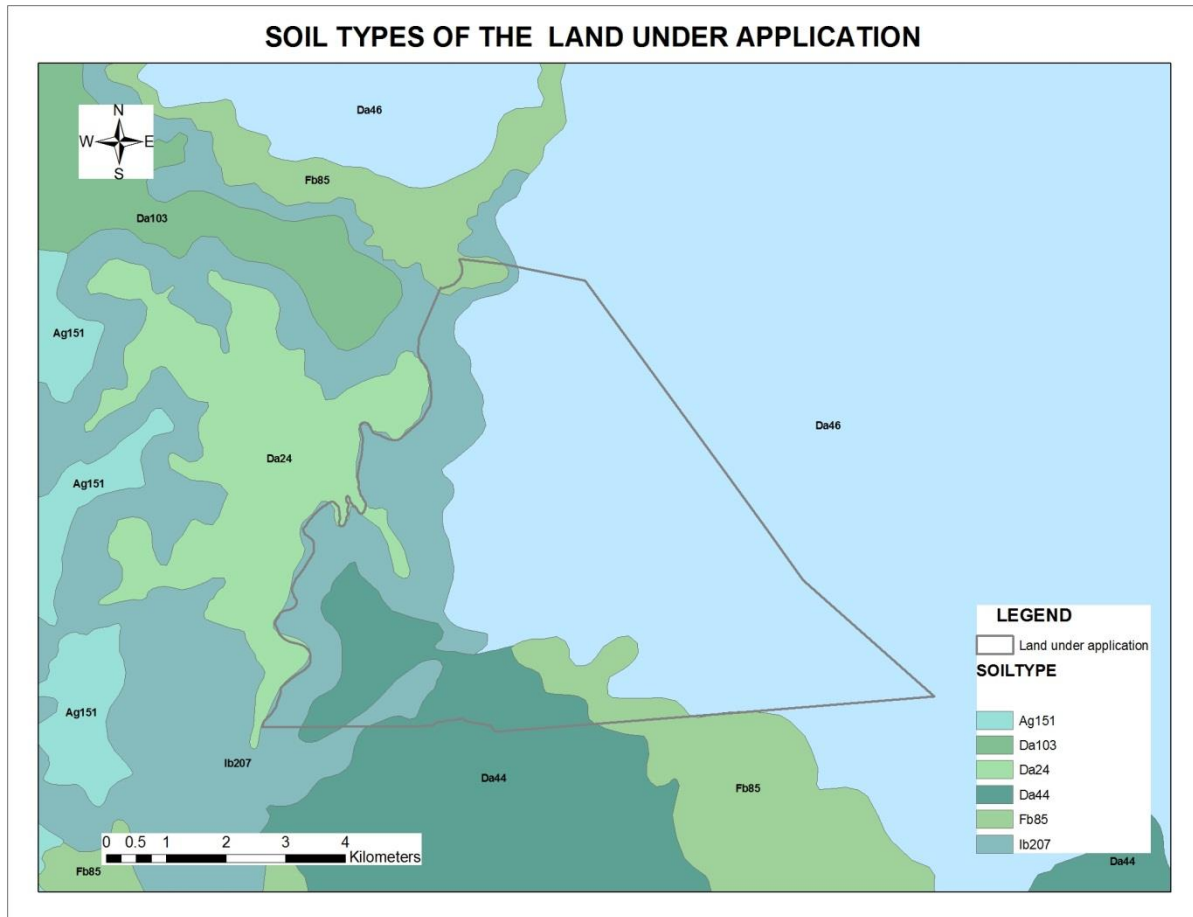 SOIL TYPES OF THE LAND UNDER APPLICATION
Da46
N
W E
S
Fb85
Da103
Ag151
Da46
Da24
Ag151
Ag151
Ib207
Da44
Fb85
Fb85
Da44
0 0.5 1 2 3 4
Kilometers
LEGEND
Land under application
SOILTYPE
Ag151
Da103
Da24
Da44
Fb85
Ib207